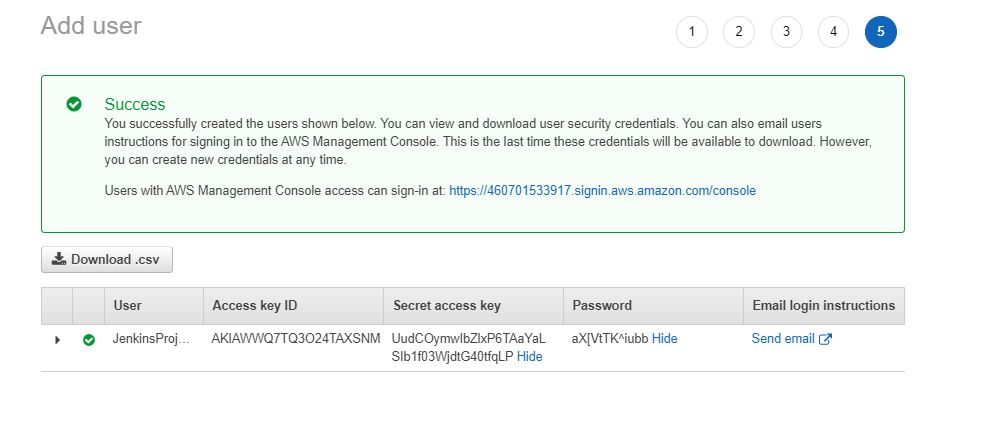 Add user
1 2 3 4 5
Success
You successfully created the users shown below. You can view and download user security credentials. You can also email users
instructions for signing in to the AWS Management Console. This is the last time these credentials will be available to download. However,
you can create new credentials at any time.
Users with AWS Management Console access can sign-in at: https://460701533917.signin.aws.amazon.com/console
Download .csv
User Access key ID Secret access key Password Email login instructions
JenkinsProj... AKIAWWQ7TQ3O24TAXSNM aX[VtTK^iubb Hide Send email
Hide